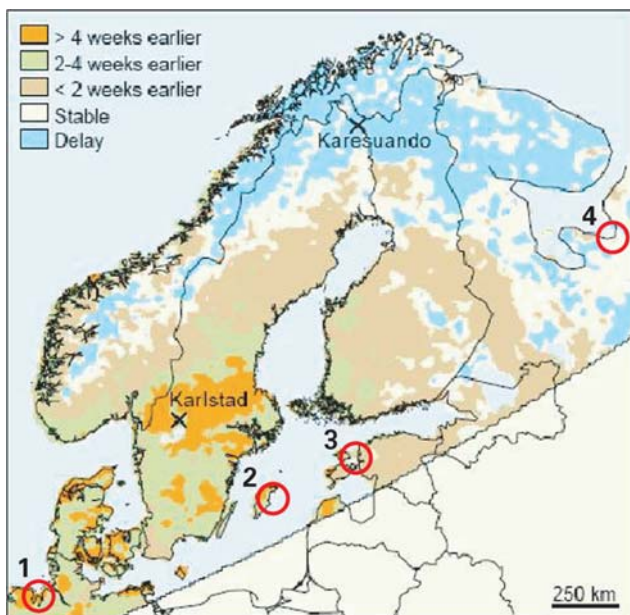 > 4 weeks earlier
2-4 weeks earlier
< 2 weeks earlier
Stable
Delay
Karesuando
4
Karlstad
3
2
1
250 km